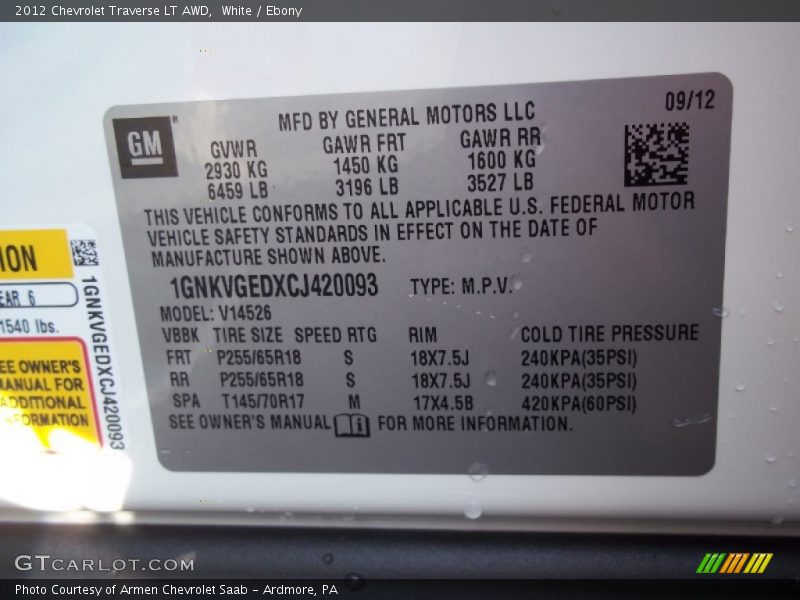 2012 Chevrolet Traverse LT AWD,  White / Ebony
09/12
GM®
MFD BY GENERAL MOTORS LLC
GVWR GAWR FRT GAWR RR
2930 KG 1450 KG 1600 KG
6459 LB 3196 LB 3527 LB
THIS VEHICLE CONFORMS TO ALL APPLICABLE U.S. FEDERAL MOTOR
VEHICLE SAFETY STANDARDS IN EFFECT ON THE DATE OF
MANUFACTURE SHOWN ABOVE.
1GNKVGEDXCJ420093 TYPE: M.P.V.
MODEL: V14526
VBBK TIRE SIZE SPEED RTG RIM COLD TIRE PRESSURE
FRT P255/65R18 S 18X7.5J 240KPA(35PSI)
RR P255/65R18 S 18X7.5J 240KPA(35PSI)
SPA T145/70R17 M 17X4.5B 420KPA(60PSI)
SEE OWNER'S MANUAL FOR MORE INFORMATION.
ION
EAR 6
1540 lbs.
EE OWNER'S
MANUAL FOR
ADDITIONAL
FORMATION
1GNKVGEDXCJ420093
GTCARLOT.COM
Photo Courtesy of Armen Chevrolet Saab - Ardmore, PA